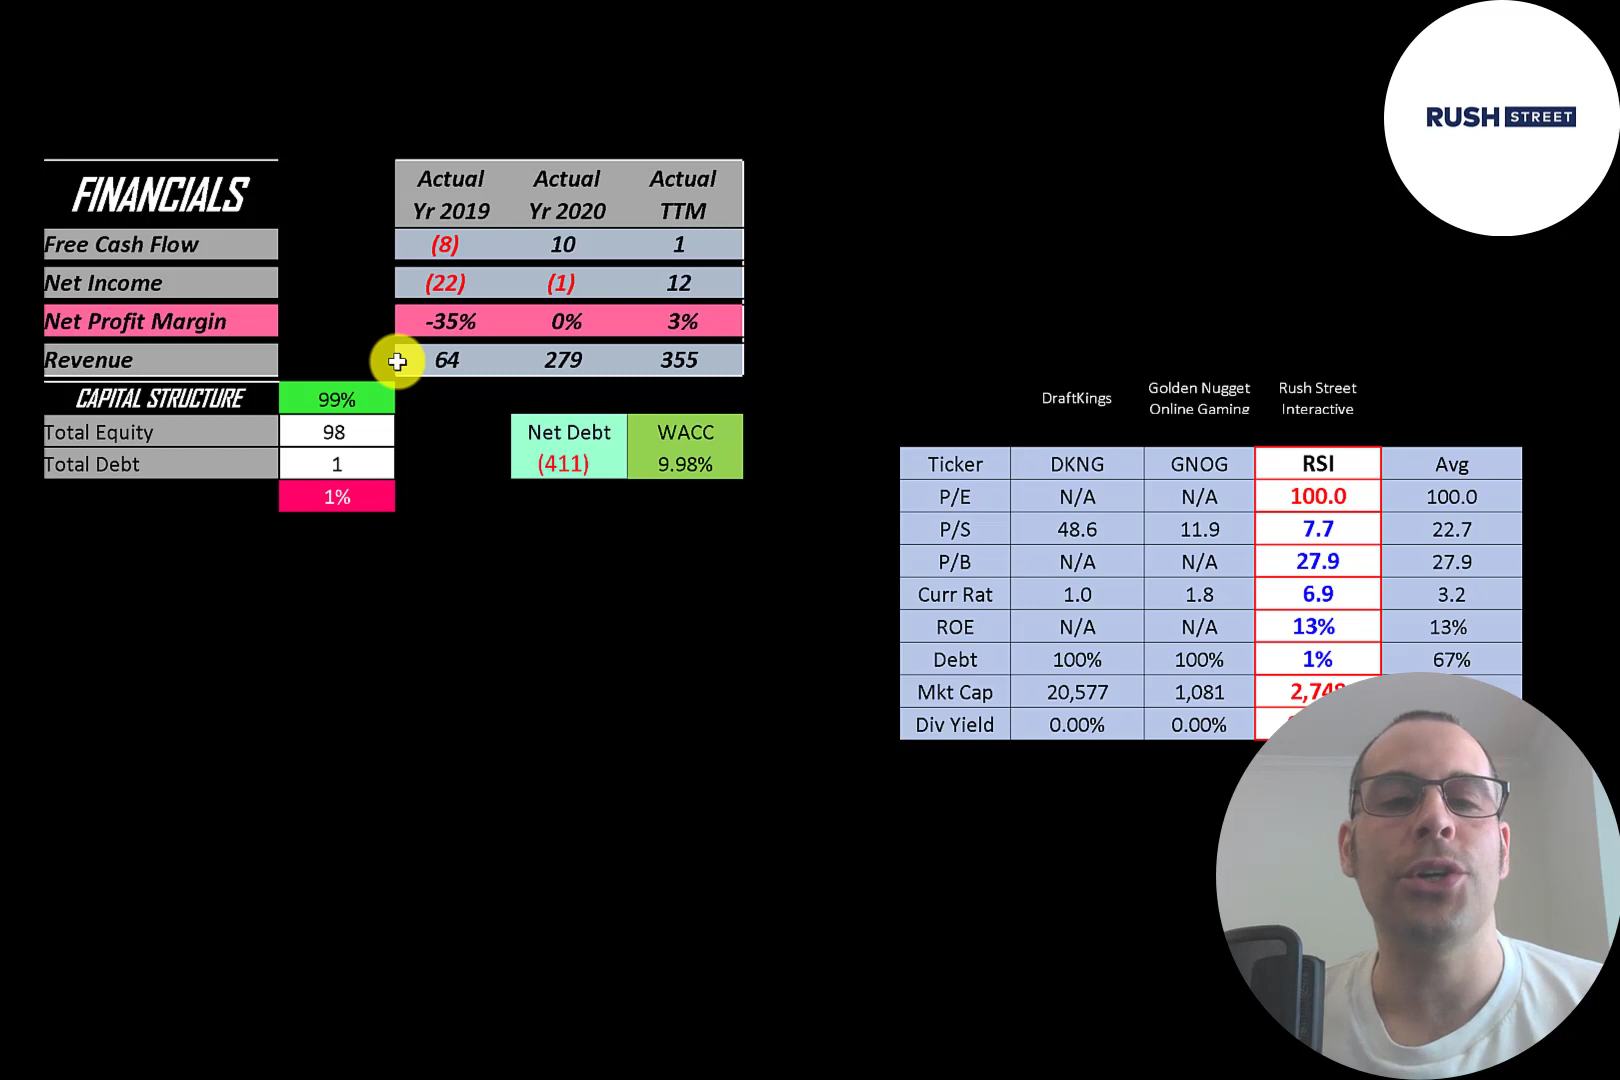 RUSH STREET
FINANCIALS
Actual Actual Actual
Yr 2019 Yr 2020 TTM
Free Cash Flow (8) 10 1
Net Income (22) (1) 12
Net Profit Margin -35% 0% 3%
Revenue 64 279 355
CAPITAL STRUCTURE 99%
Total Equity 98 Net Debt WACC
Total Debt 1 (411) 9.98%
1%
DraftKings Golden Nugget Rush Street
Online Gaming Interactive
Ticker DKNG GNOG RSI Avg
P/E N/A N/A 100.0 100.0
P/S 48.6 11.9 7.7 22.7
P/B N/A N/A 27.9 27.9
Curr Rat 1.0 1.8 6.9 3.2
ROE N/A N/A 13% 13%
Debt 100% 100% 1% 67%
Mkt Cap 20,577 1,081 2,748
Div Yield 0.00% 0.00%